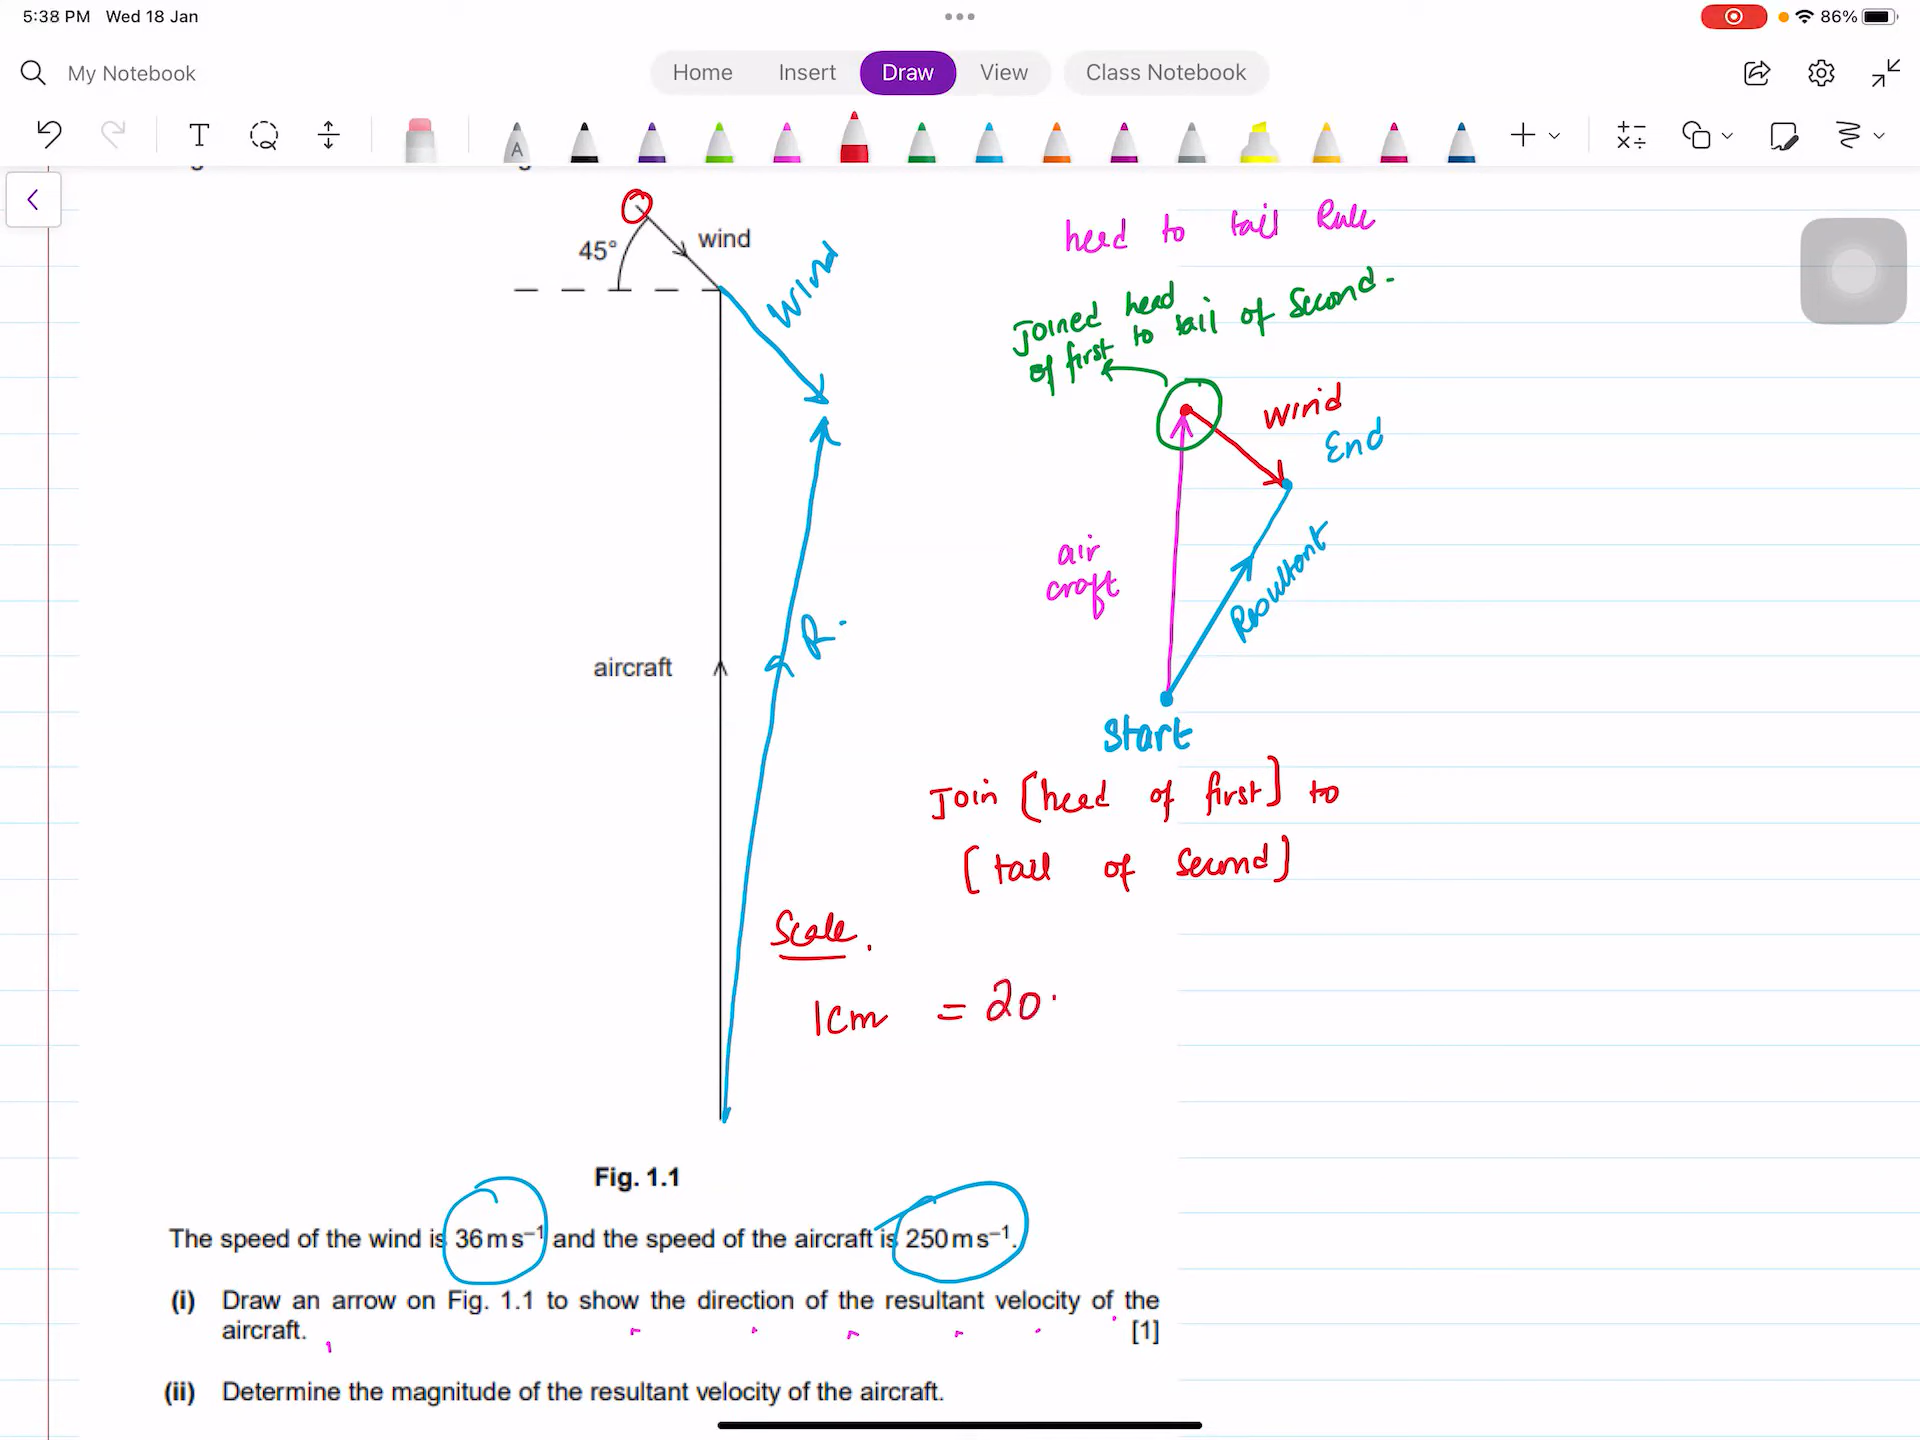 5:38 PM Wed 18 Jan
86%
My Notebook
Home Insert Draw View Class Notebook
T
A
wind
45°
wind
head to tail Rule
Joined head
of first to tail of Second.
wind
End
air
craft
Resultant
R.
aircraft
Start
Join [head of first] to
[tail of Second]
Scale.
1cm = 20.
Fig. 1.1
The speed of the wind is 36 m s⁻¹ and the speed of the aircraft is 250 m s⁻¹.
(i) Draw an arrow on Fig. 1.1 to show the direction of the resultant velocity of the
aircraft. [1]
(ii) Determine the magnitude of the resultant velocity of the aircraft.